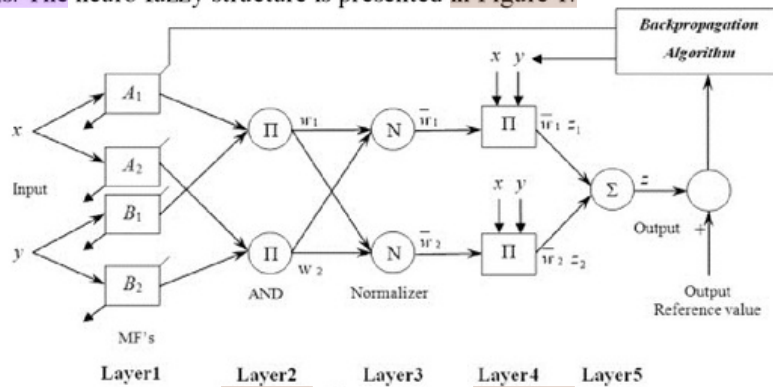 is. The neuro-fuzzy structure is presented in Figure 1.
Backpropagation
Algorithm
x y
A1
w1
w̄1
w̄1 z1
Π
N
Π
x
A2
Input
B1
x y
Σ
z
y
B2
Π
w2
N
w̄2
Π
w̄2 z2
Output +
AND
Normalizer
Output
Reference value
MF's
Layer1 Layer2 Layer3 Layer4 Layer5